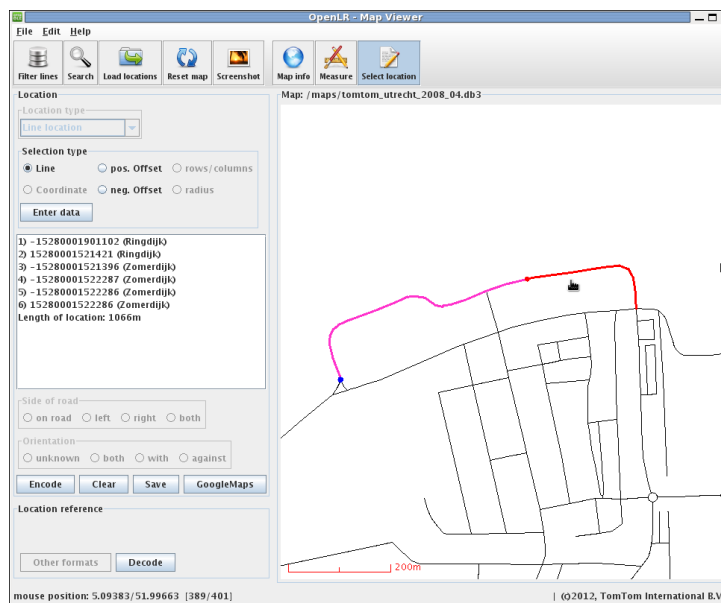 OpenLR - Map Viewer
File Edit Help
Filter lines Search Load locations Reset map Screenshot Map info Measure Select location
Location
Location type
Line location
Selection type
Line pos. Offset rows/columns
Coordinate neg. Offset radius
Enter data
1) -15280001901102 (Ringdijk)
2) 15280001521421 (Ringdijk)
3) -15280001521396 (Zomerdijk)
4) -15280001522287 (Zomerdijk)
5) -15280001522286 (Zomerdijk)
6) 15280001522286 (Zomerdijk)
Length of location: 1066m
Side of road
on road left right both
Orientation
unknown both with against
Encode Clear Save GoogleMaps
Location reference
Other formats Decode
Map: /maps/tomtom_utrecht_2008_04.db3
200m
mouse position: 5.09383/51.99663 [389/401]
| (c)2012, TomTom International B.V